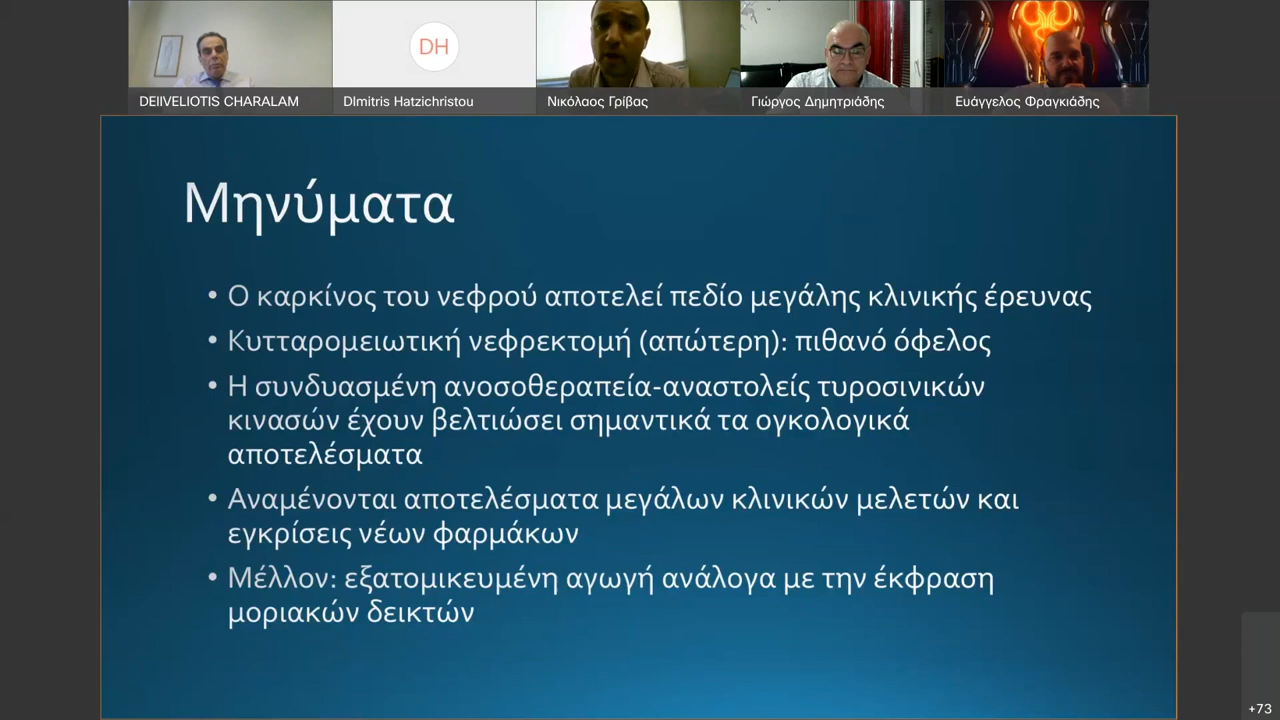 DH
DEIIVELIOTIS CHARALAM
DImitris Hatzichristou
Νικόλαος Γρίβας
Γιώργος Δημητριάδης
Ευάγγελος Φραγκιάδης
Μηνύματα
• Ο καρκίνος του νεφρού αποτελεί πεδίο μεγάλης κλινικής έρευνας
• Κυτταρομειωτική νεφρεκτομή (απώτερη): πιθανό όφελος
• Η συνδυασμένη ανοσοθεραπεία-αναστολείς τυροσινικών
κινασών έχουν βελτιώσει σημαντικά τα ογκολογικά
αποτελέσματα
• Αναμένονται αποτελέσματα μεγάλων κλινικών μελετών και
εγκρίσεις νέων φαρμάκων
• Μέλλον: εξατομικευμένη αγωγή ανάλογα με την έκφραση
μοριακών δεικτών
+73